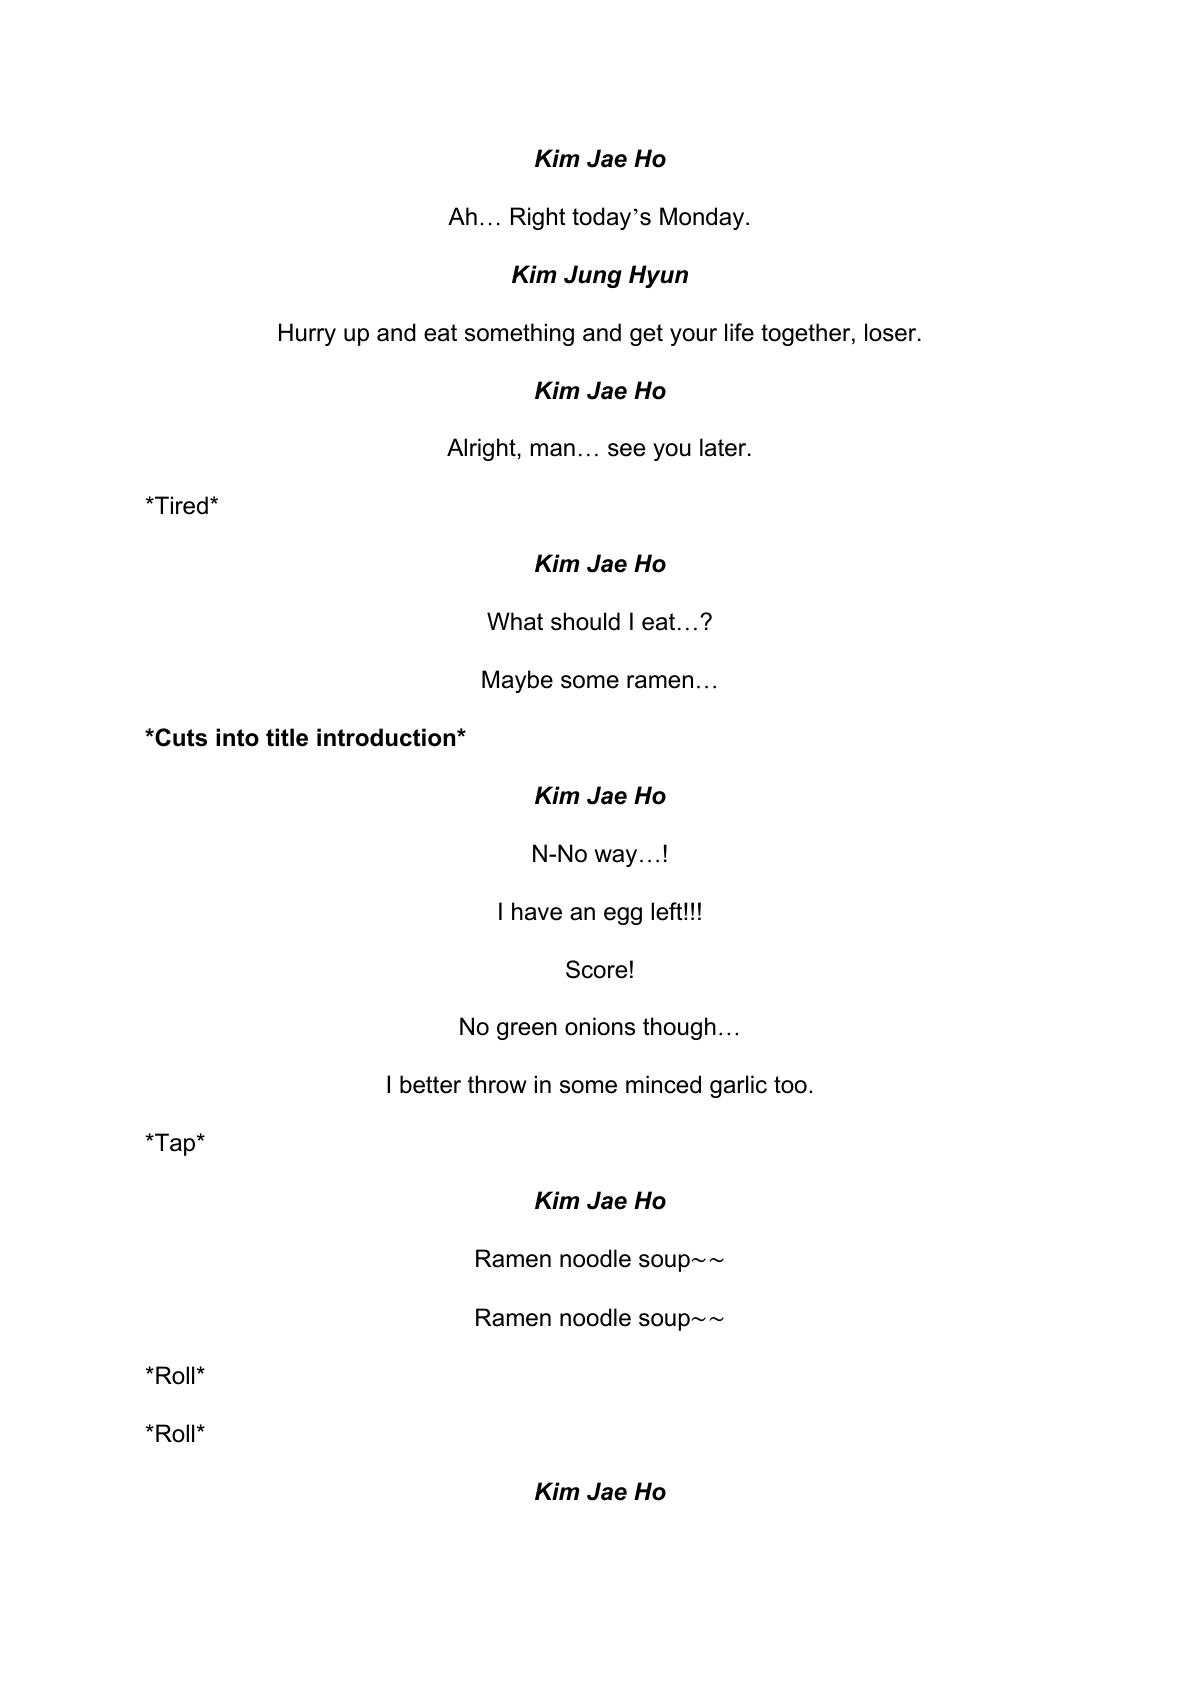 Kim Jae Ho
Ah… Right today’s Monday.
Kim Jung Hyun
Hurry up and eat something and get your life together, loser.
Kim Jae Ho
Alright, man… see you later.
*Tired*
Kim Jae Ho
What should I eat…?
Maybe some ramen…
*Cuts into title introduction*
Kim Jae Ho
N-No way…!
I have an egg left!!!
Score!
No green onions though…
I better throw in some minced garlic too.
*Tap*
Kim Jae Ho
Ramen noodle soup~~
Ramen noodle soup~~
*Roll*
*Roll*
Kim Jae Ho